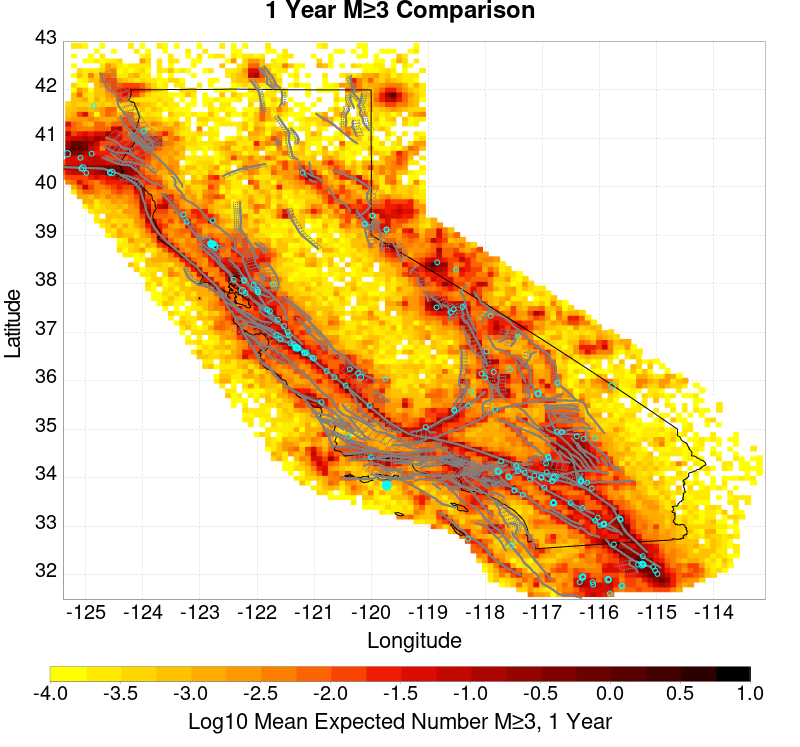 1 Year M≥3 Comparison
43
42
41
40
39
38
37
36
35
34
33
32
Latitude
-125 -124 -123 -122 -121 -120 -119 -118 -117 -116 -115 -114
Longitude
-4.0 -3.5 -3.0 -2.5 -2.0 -1.5 -1.0 -0.5 0.0 0.5 1.0
Log10 Mean Expected Number M≥3, 1 Year